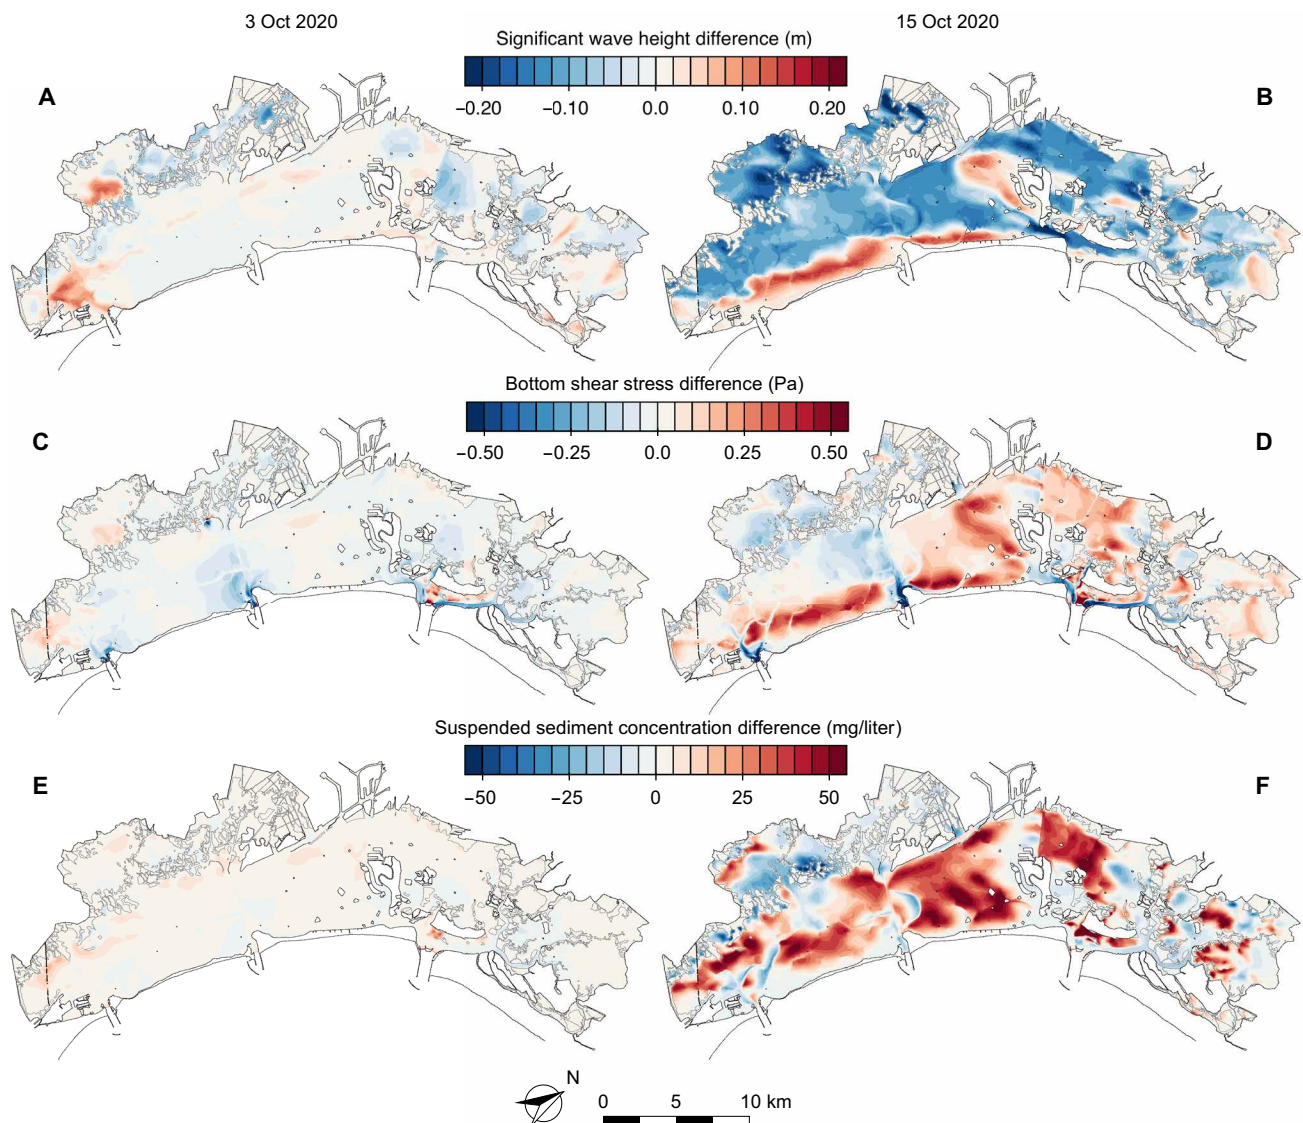 3 Oct 2020
15 Oct 2020
Significant wave height difference (m)
−0.20 −0.10 0.0 0.10 0.20
A
B
Bottom shear stress difference (Pa)
−0.50 −0.25 0.0 0.25 0.50
C
D
Suspended sediment concentration difference (mg/liter)
−50 −25 0 25 50
E
F
N
0 5 10 km